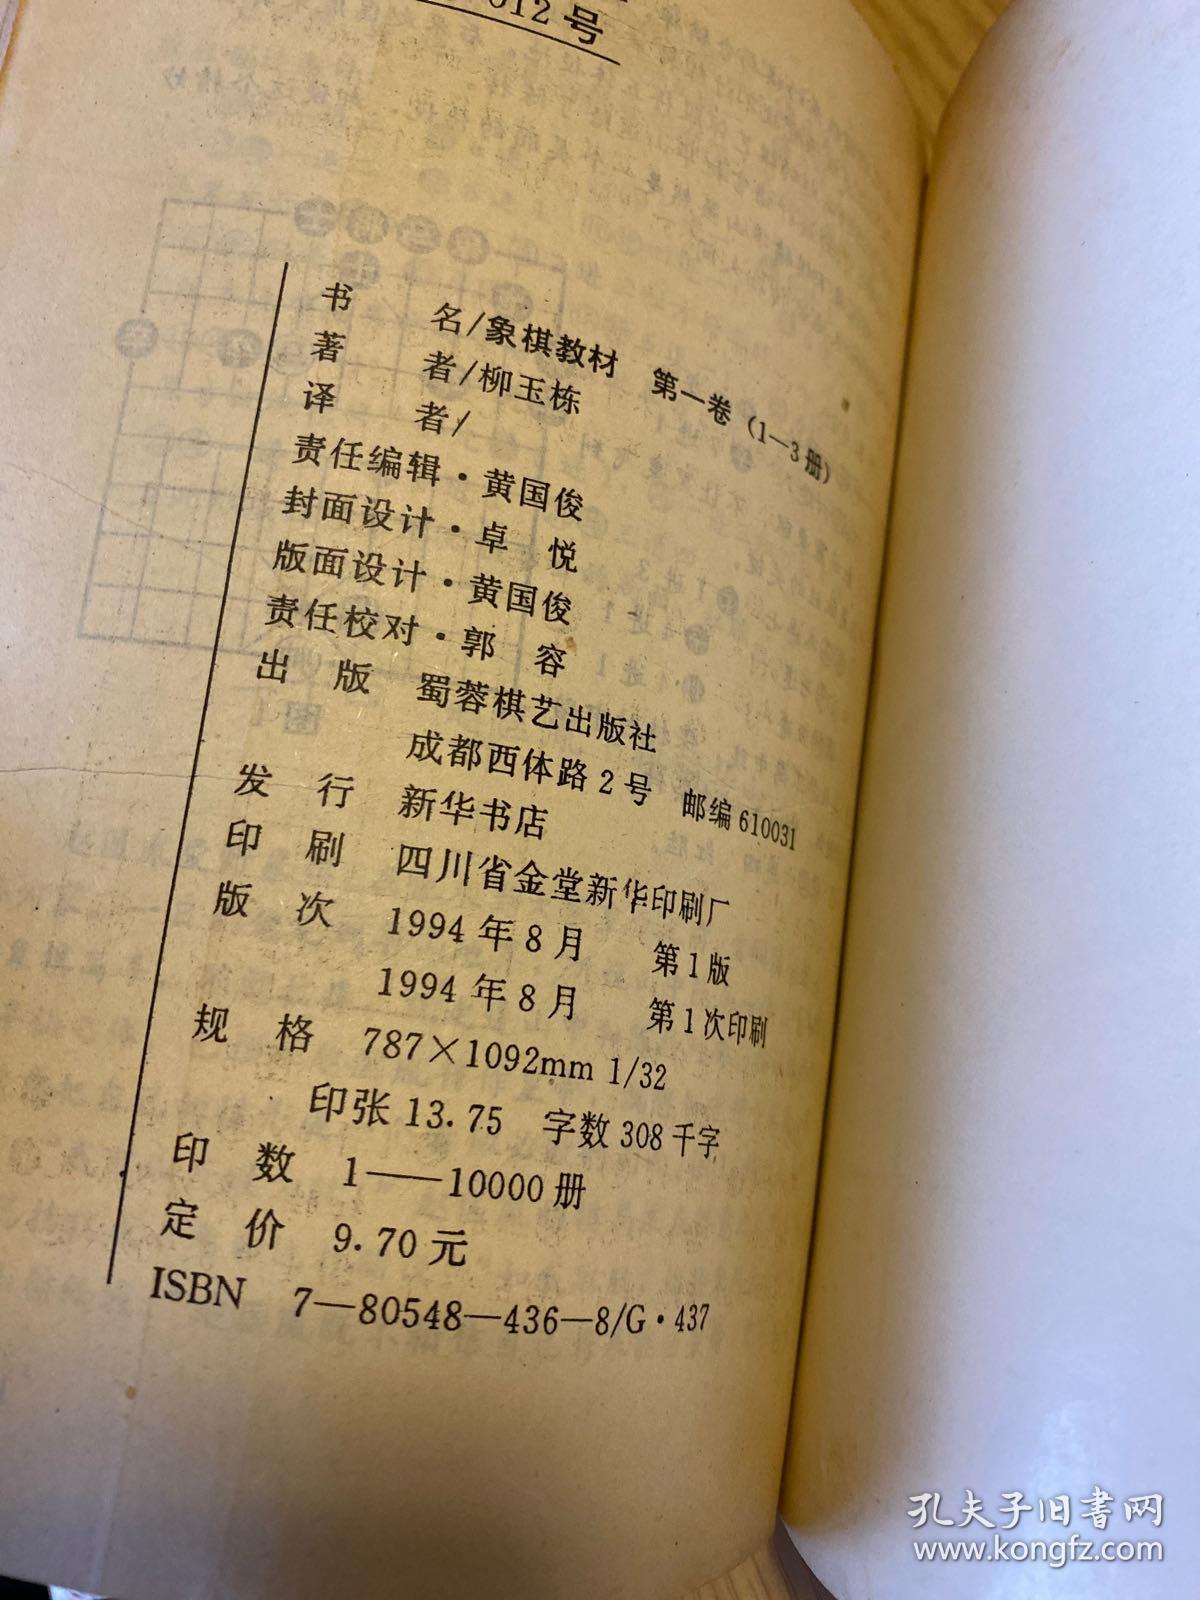 012号
书 名/象棋教材 第一卷(1—3册)
著 者/柳玉栋
译 者/
责任编辑·黄国俊
封面设计·卓 悦
版面设计·黄国俊
责任校对·郭 容
出 版 蜀蓉棋艺出版社
成都西体路2号 邮编610031
发 行 新华书店
印 刷 四川省金堂新华印刷厂
版 次 1994年8月 第1版
1994年8月 第1次印刷
规 格 787×1092mm 1/32
印张13.75 字数308千字
印 数 1——10000册
定 价 9.70元
ISBN 7—80548—436—8/G·437
孔夫子旧书网
www.kongfz.com